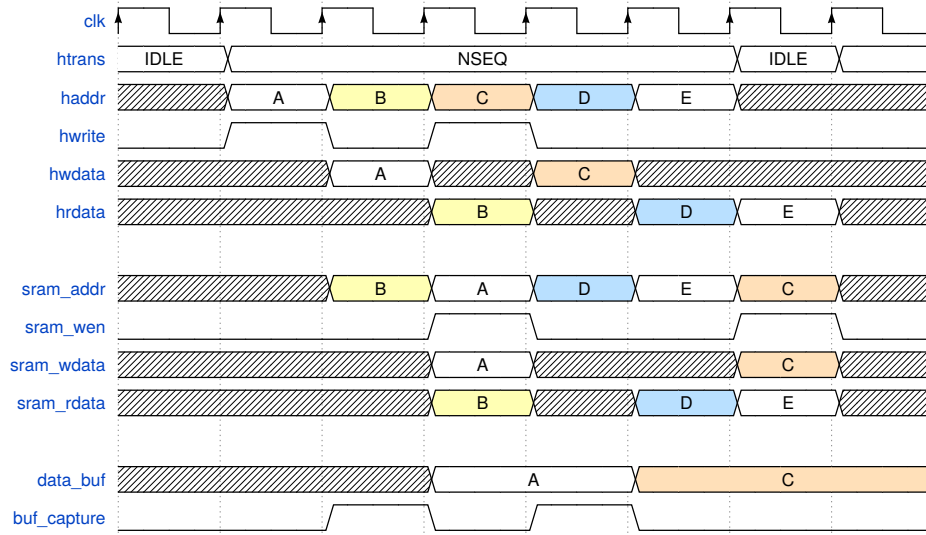 clk
htrans IDLE NSEQ IDLE
haddr A B C D E
hwrite
hwdata A C
hrdata B D E
sram_addr B A D E C
sram_wen
sram_wdata A C
sram_rdata B D E
data_buf A C
buf_capture